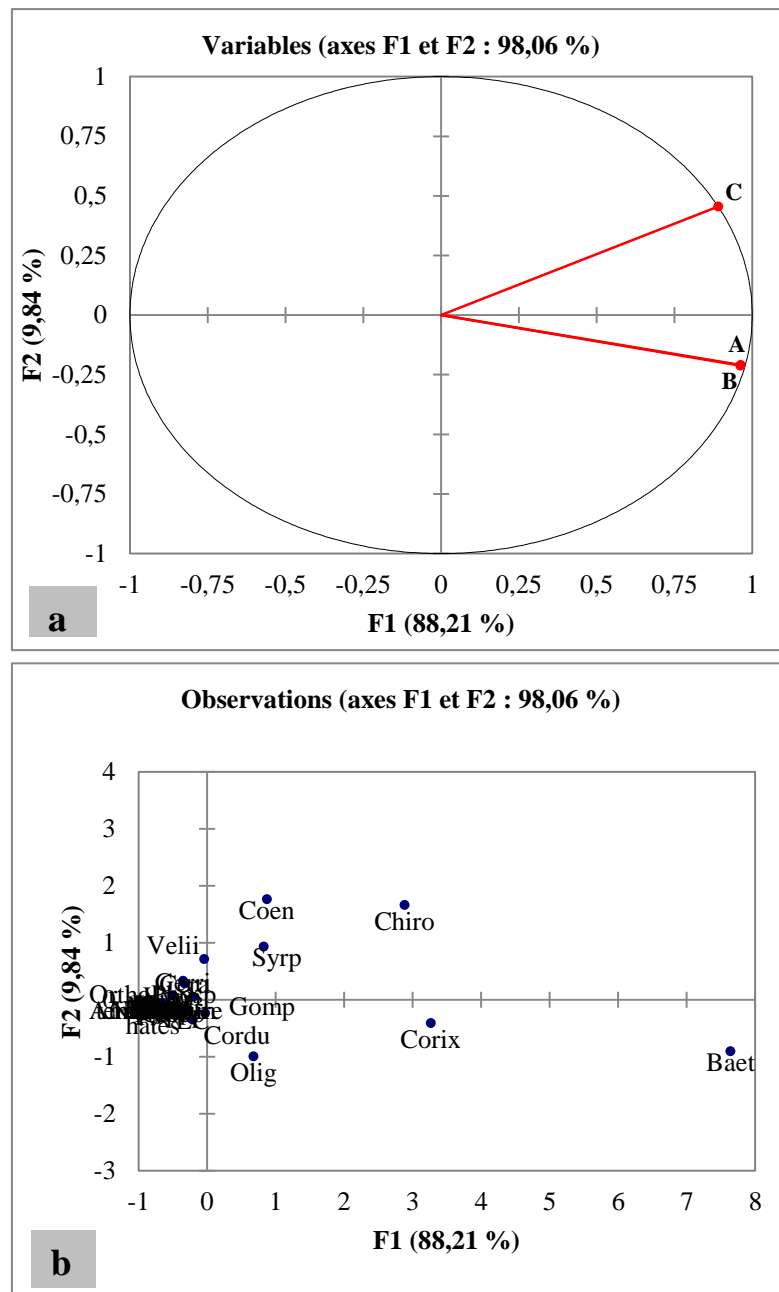 Variables (axes F1 et F2 : 98,06 %)
1
0,75
0,5
0,25
0
-0,25
-0,5
-0,75
-1
F2 (9,84 %)
C
A
B
-1 -0,75 -0,5 -0,25 0 0,25 0,5 0,75 1
F1 (88,21 %)
a
Observations (axes F1 et F2 : 98,06 %)
4
3
2
1
0
-1
-2
-3
F2 (9,84 %)
Coen
Chiro
Velii
Syrp
Gomp
Cordu
Corix
Olig
Baet
hates
-1 0 1 2 3 4 5 6 7 8
F1 (88,21 %)
b